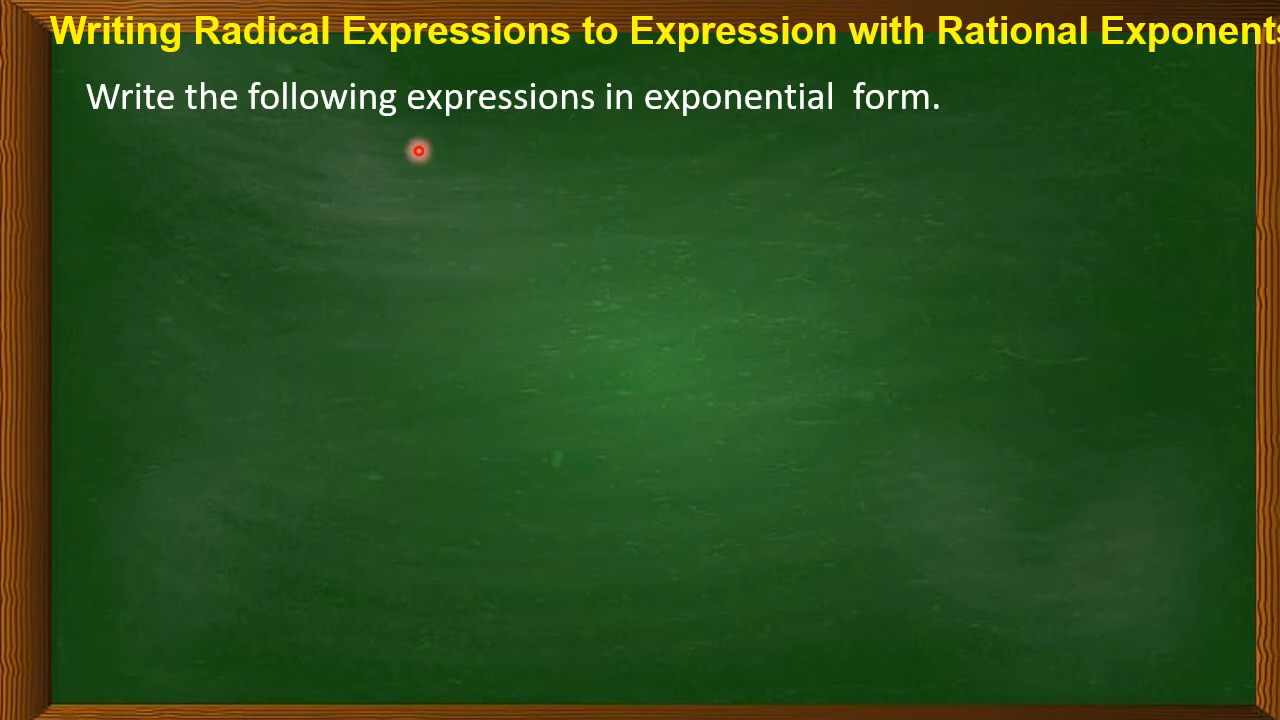 Writing Radical Expressions to Expression with Rational Exponents
Write the following expressions in exponential  form.